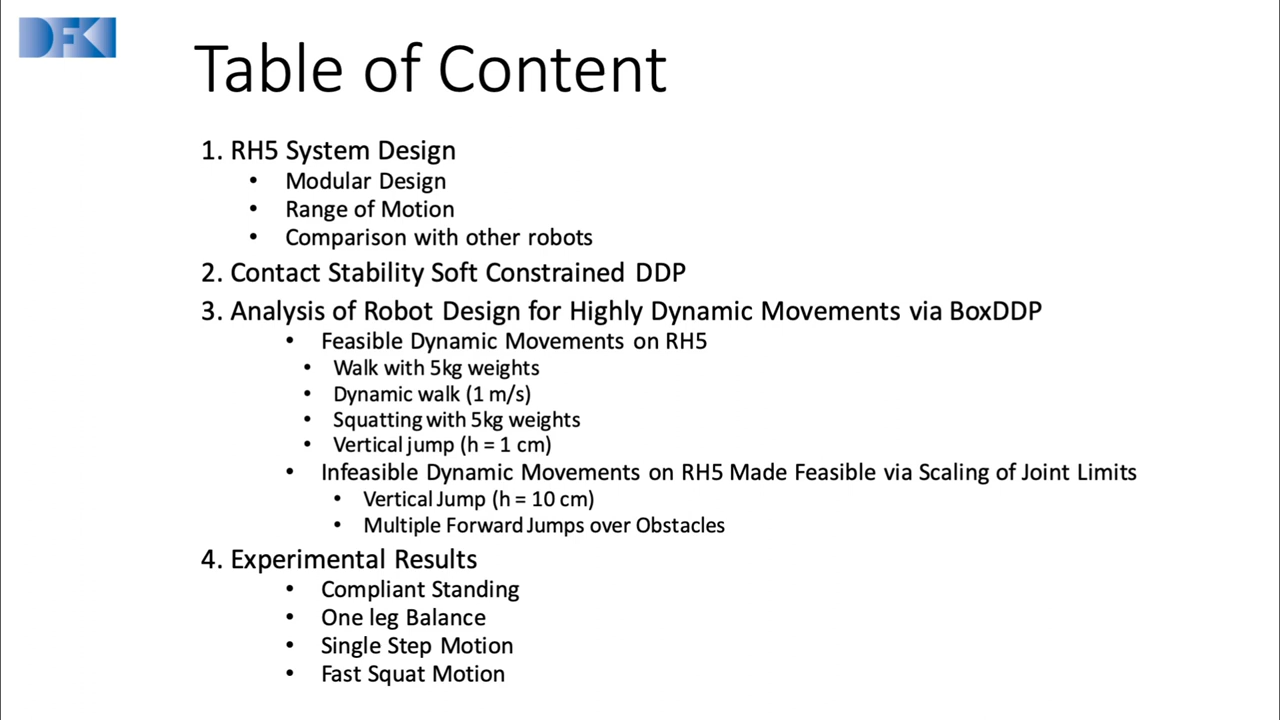 DFKI
Table of Content
1. RH5 System Design
• Modular Design
• Range of Motion
• Comparison with other robots
2. Contact Stability Soft Constrained DDP
3. Analysis of Robot Design for Highly Dynamic Movements via BoxDDP
• Feasible Dynamic Movements on RH5
• Walk with 5kg weights
• Dynamic walk (1 m/s)
• Squatting with 5kg weights
• Vertical jump (h = 1 cm)
• Infeasible Dynamic Movements on RH5 Made Feasible via Scaling of Joint Limits
• Vertical Jump (h = 10 cm)
• Multiple Forward Jumps over Obstacles
4. Experimental Results
• Compliant Standing
• One leg Balance
• Single Step Motion
• Fast Squat Motion